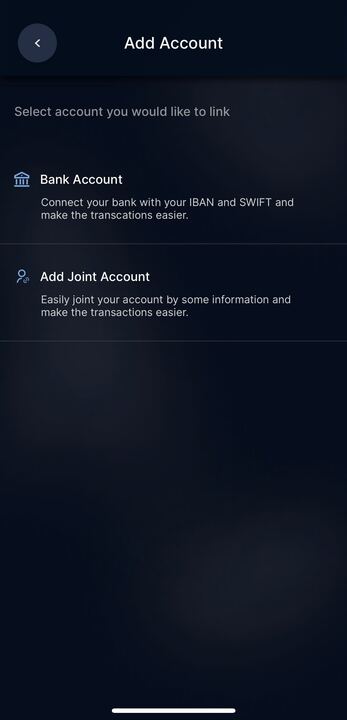 Add Account
Select account you would like to link
Bank Account
Connect your bank with your IBAN and SWIFT and
make the transcations easier.
Add Joint Account
Easily joint your account by some information and
make the transactions easier.